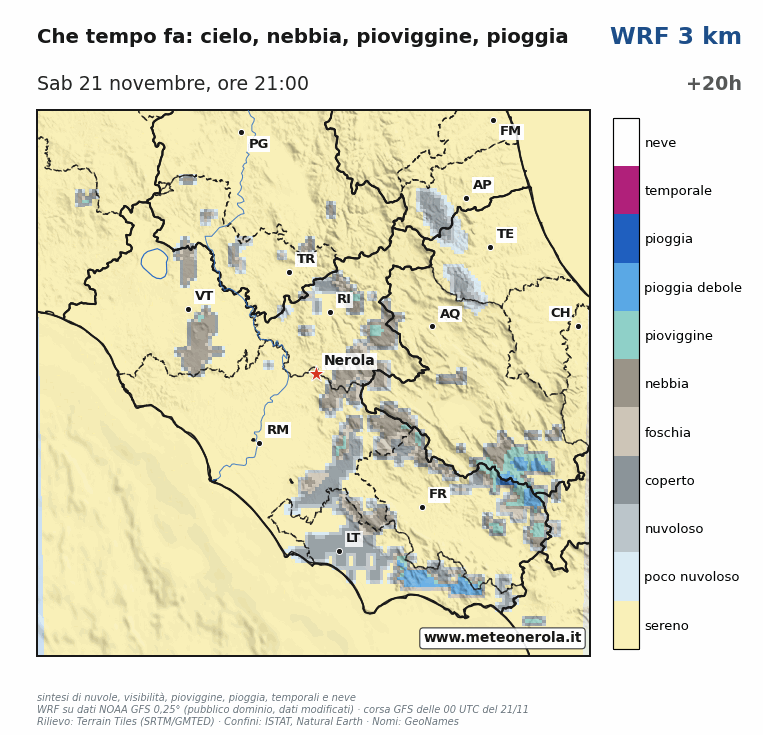 Che tempo fa: cielo, nebbia, pioviggine, pioggia
WRF 3 km
Sab 21 novembre, ore 21:00
+20h
FM
PG
AP
TE
TR
VT
RI
AQ
CH
Nerola
RM
FR
LT
www.meteonerola.it
neve
temporale
pioggia
pioggia debole
pioviggine
nebbia
foschia
coperto
nuvoloso
poco nuvoloso
sereno
sintesi di nuvole, visibilità, pioviggine, pioggia, temporali e neve
WRF su dati NOAA GFS 0,25° (pubblico dominio, dati modificati) · corsa GFS delle 00 UTC del 21/11
Rilievo: Terrain Tiles (SRTM/GMTED) · Confini: ISTAT, Natural Earth · Nomi: GeoNames